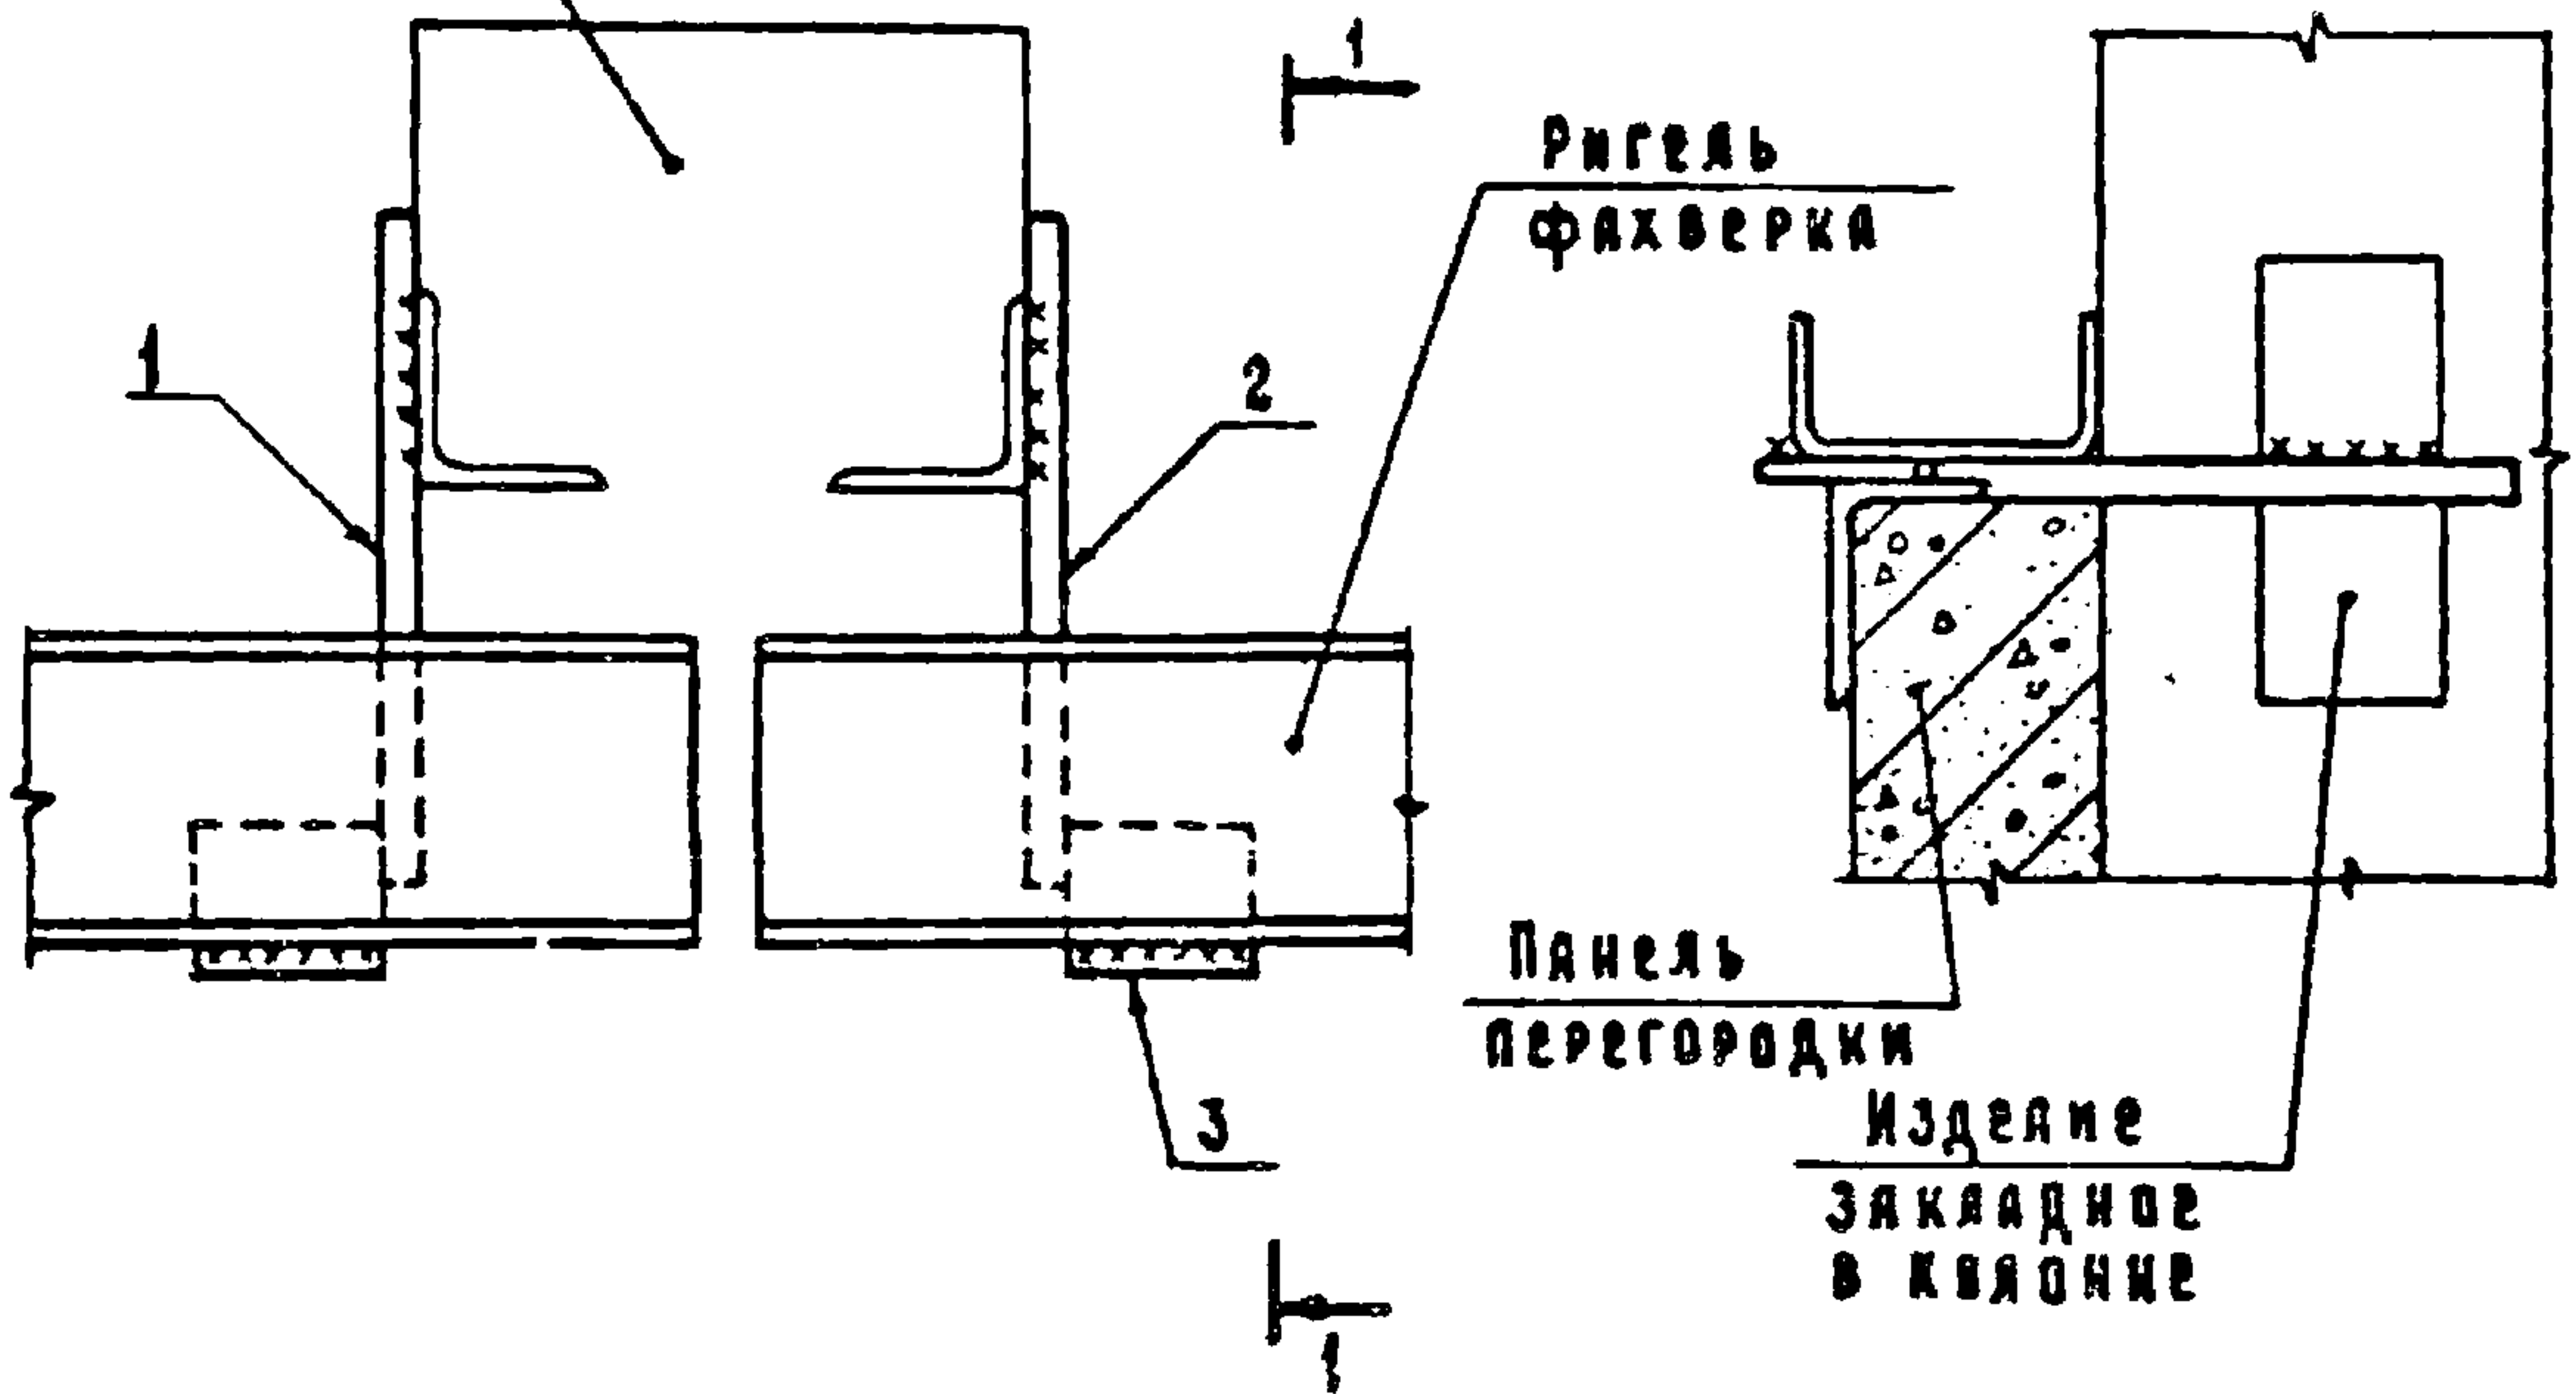 1
Ригель
фахверка
1
2
Панель
перегородки
3
Изделие
закладное
в колонне
1